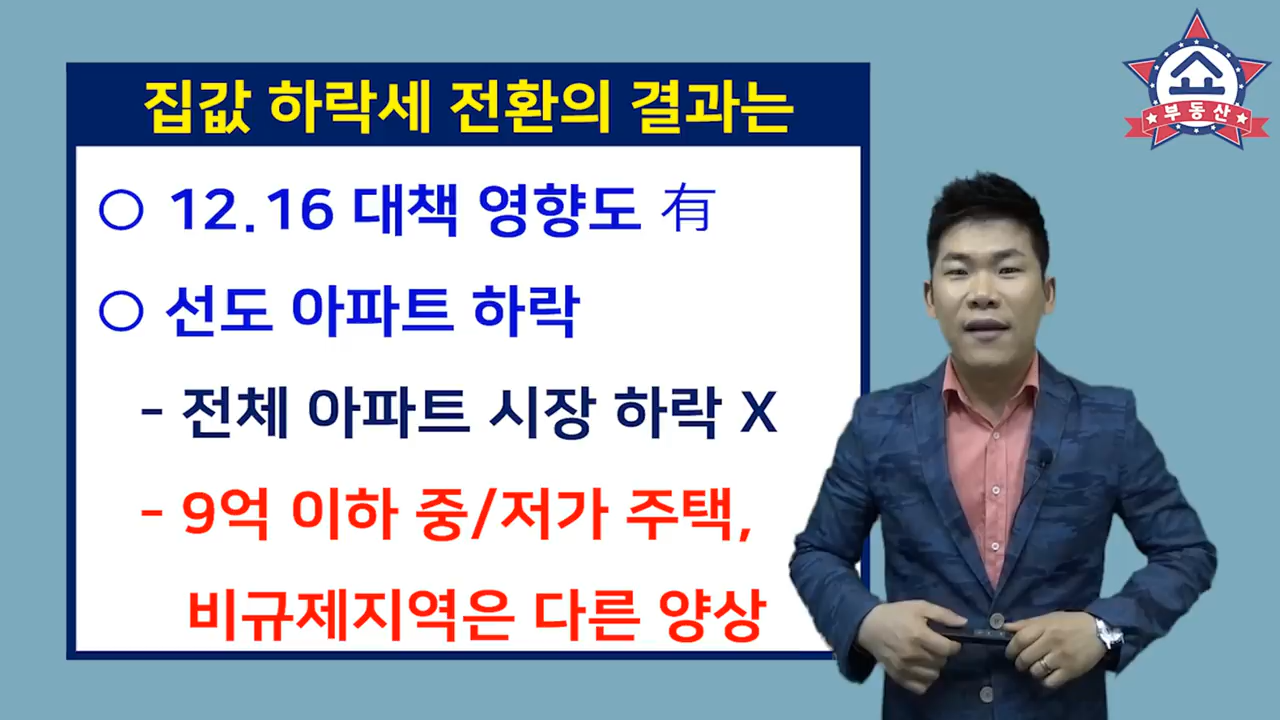 집값 하락세 전환의 결과는
○ 12.16 대책 영향도 有
○ 선도 아파트 하락
- 전체 아파트 시장 하락 X
- 9억 이하 중/저가 주택,
비규제지역은 다른 양상
부동산